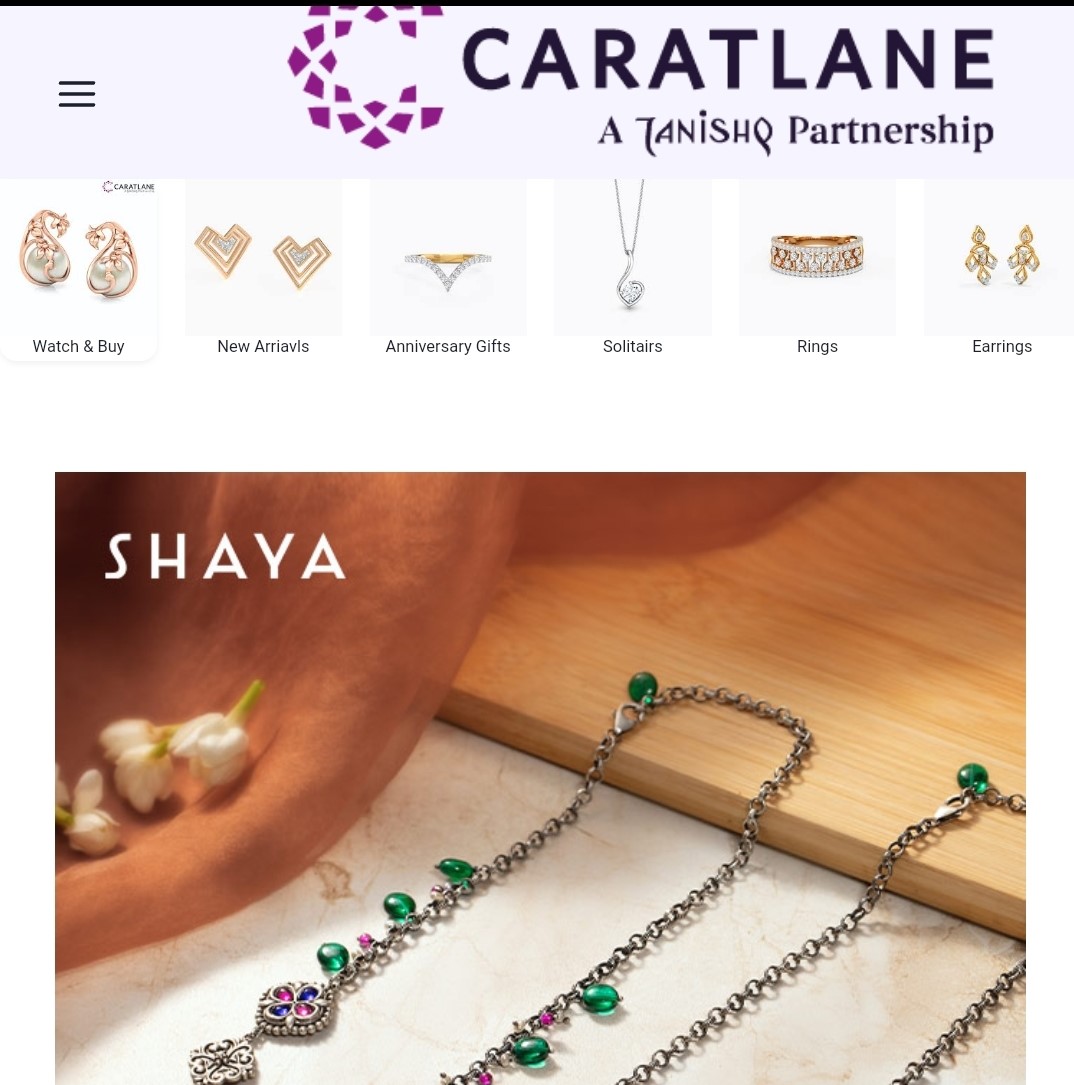 CARATLANE
A TANISHQ Partnership
CARATLANE
Watch & Buy
New Arriavls
Anniversary Gifts
Solitairs
Rings
Earrings
SHAYA